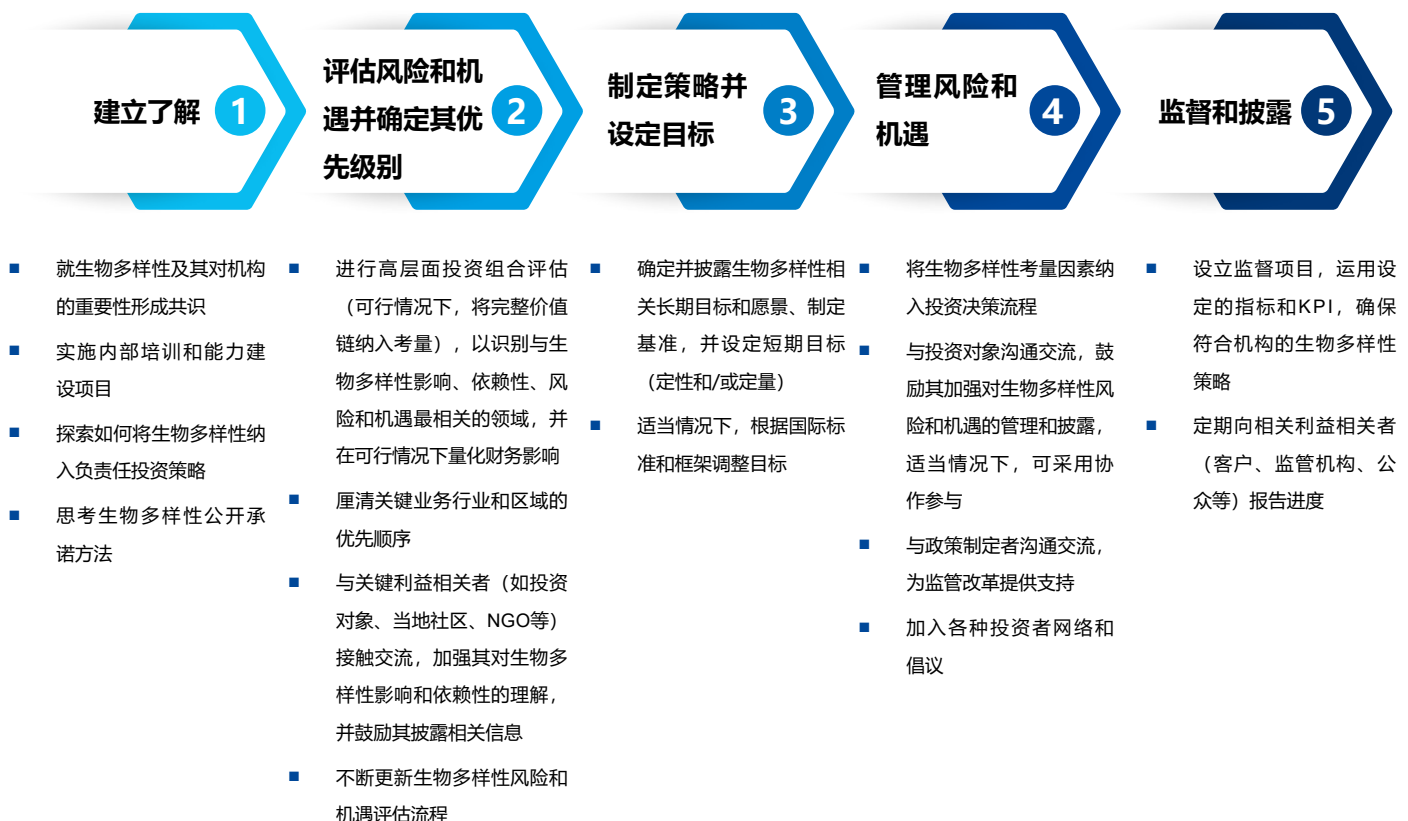 建立了解
1
评估风险和机
遇并确定其优
先级别
2
制定策略并
设定目标
3
管理风险和
机遇
4
监督和披露
5
■ 就生物多样性及其对机构
的重要性形成共识
■ 实施内部培训和能力建
设项目
■ 探索如何将生物多样性纳
入负责任投资策略
■ 思考生物多样性公开承
诺方法
■ 进行高层面投资组合评估
（可行情况下，将完整价值
链纳入考量），以识别与生
物多样性影响、依赖性、风
险和机遇最相关的领域，并
在可行情况下量化财务影响
■ 厘清关键业务行业和区域的
优先顺序
■ 与关键利益相关者（如投资
对象、当地社区、NGO等）
接触交流，加强其对生物多
样性影响和依赖性的理解，
并鼓励其披露相关信息
■ 不断更新生物多样性风险和
机遇评估流程
■ 确定并披露生物多样性相
关长期目标和愿景、制定
基准，并设定短期目标
（定性和/或定量）
■ 适当情况下，根据国际标
准和框架调整目标
■ 将生物多样性考量因素纳
入投资决策流程
■ 与投资对象沟通交流，鼓
励其加强对生物多样性风
险和机遇的管理和披露，
适当情况下，可采用协
作参与
■ 与政策制定者沟通交流，
为监管改革提供支持
■ 加入各种投资者网络和
倡议
■ 设立监督项目，运用设
定的指标和KPI，确保
符合机构的生物多样性
策略
■ 定期向相关利益相关者
（客户、监管机构、公
众等）报告进度